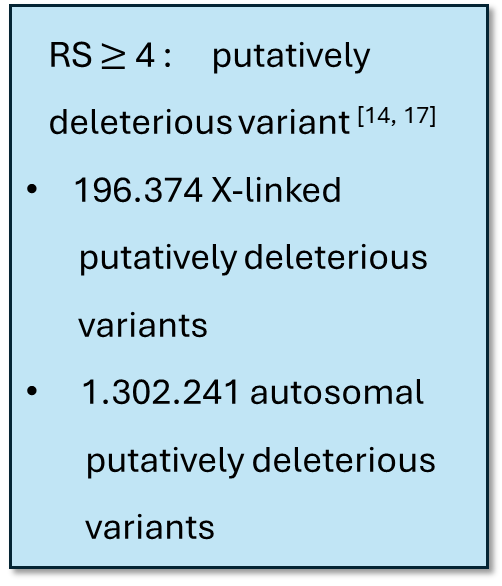 RS ≥ 4 : putatively
deleterious variant [14, 17]
• 196.374 X-linked
putatively deleterious
variants
• 1.302.241 autosomal
putatively deleterious
variants